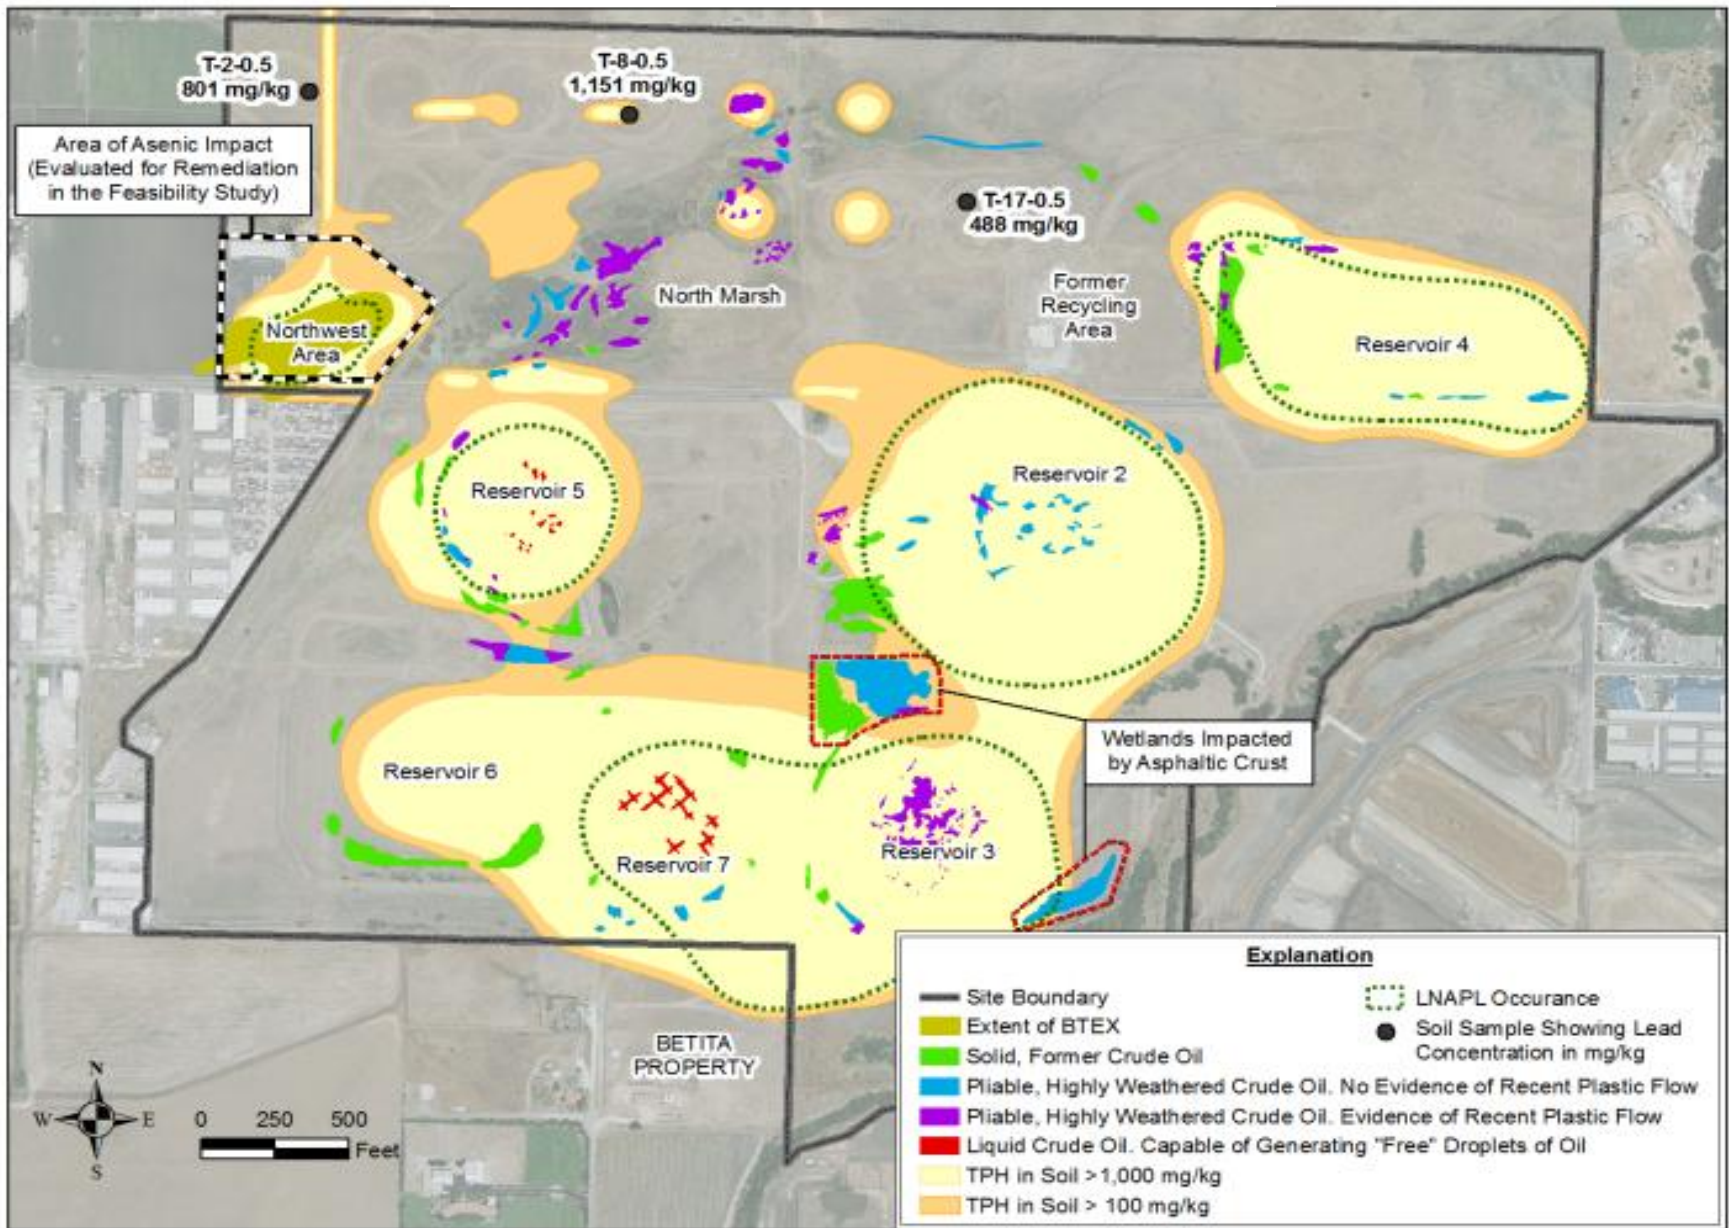 T-2-0.5
801 mg/kg
T-8-0.5
1,151 mg/kg
Area of Asenic Impact
(Evaluated for Remediation
in the Feasibility Study)
T-17-0.5
488 mg/kg
North Marsh
Former
Recycling
Area
Northwest
Area
Reservoir 4
Reservoir 5
Reservoir 2
Wetlands Impacted
by Asphaltic Crust
Reservoir 6
Reservoir 7
Reservoir 3
BETITA
PROPERTY
N
W
E
S
0 250 500
Feet
Explanation
Site Boundary
Extent of BTEX
Solid, Former Crude Oil
Pliable, Highly Weathered Crude Oil. No Evidence of Recent Plastic Flow
Pliable, Highly Weathered Crude Oil. Evidence of Recent Plastic Flow
Liquid Crude Oil. Capable of Generating "Free" Droplets of Oil
TPH in Soil >1,000 mg/kg
TPH in Soil > 100 mg/kg
LNAPL Occurance
Soil Sample Showing Lead
Concentration in mg/kg